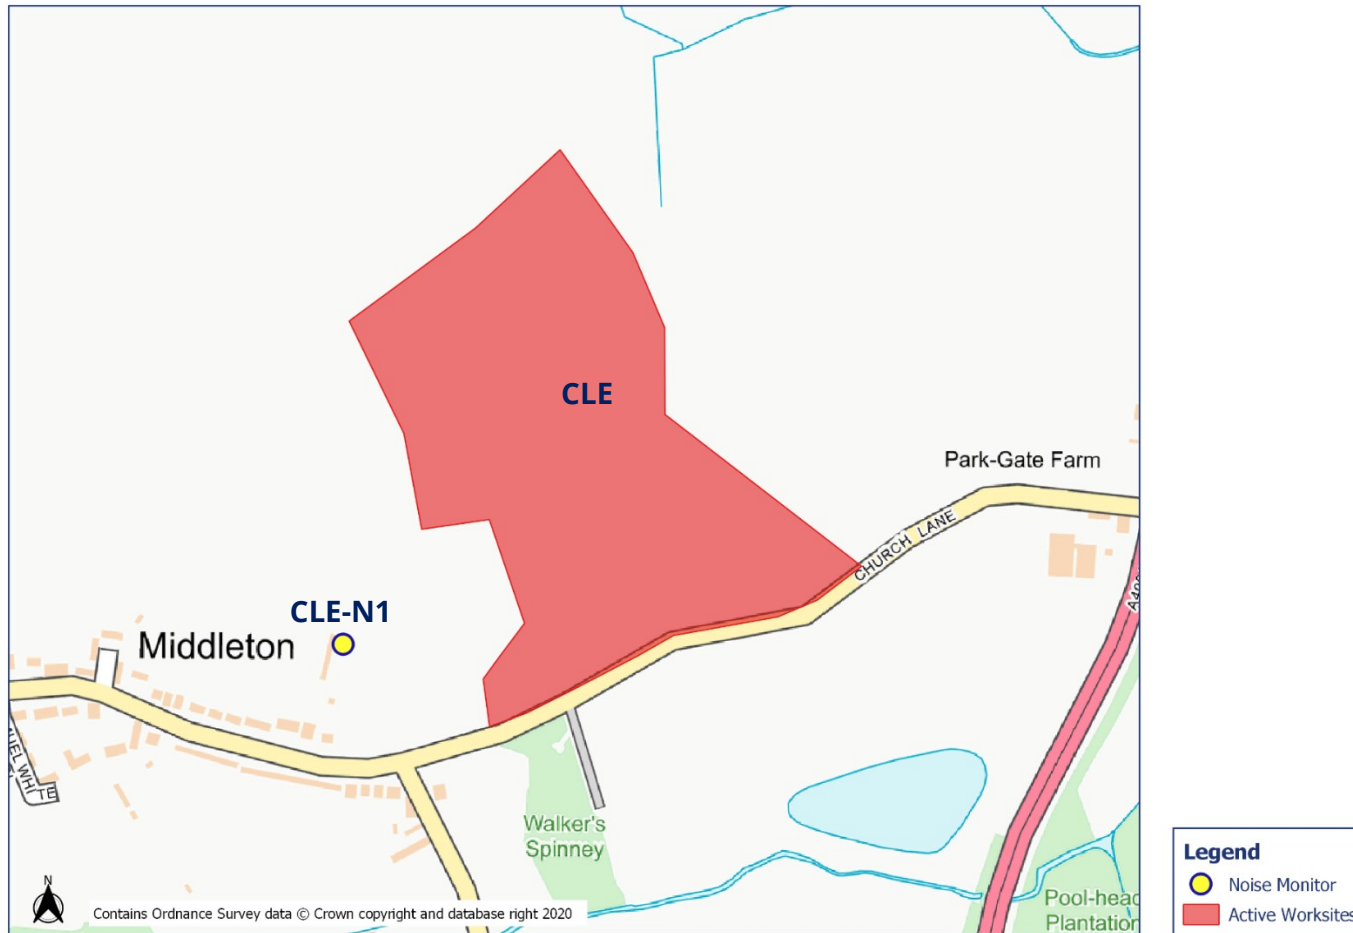 CLE
Park-Gate Farm
CHURCH LANE
CLE-N1
Middleton
Walker's
Spinney
Pool-head
Plantation
N
Contains Ordnance Survey data © Crown copyright and database right 2020
Legend
Noise Monitor
Active Worksites